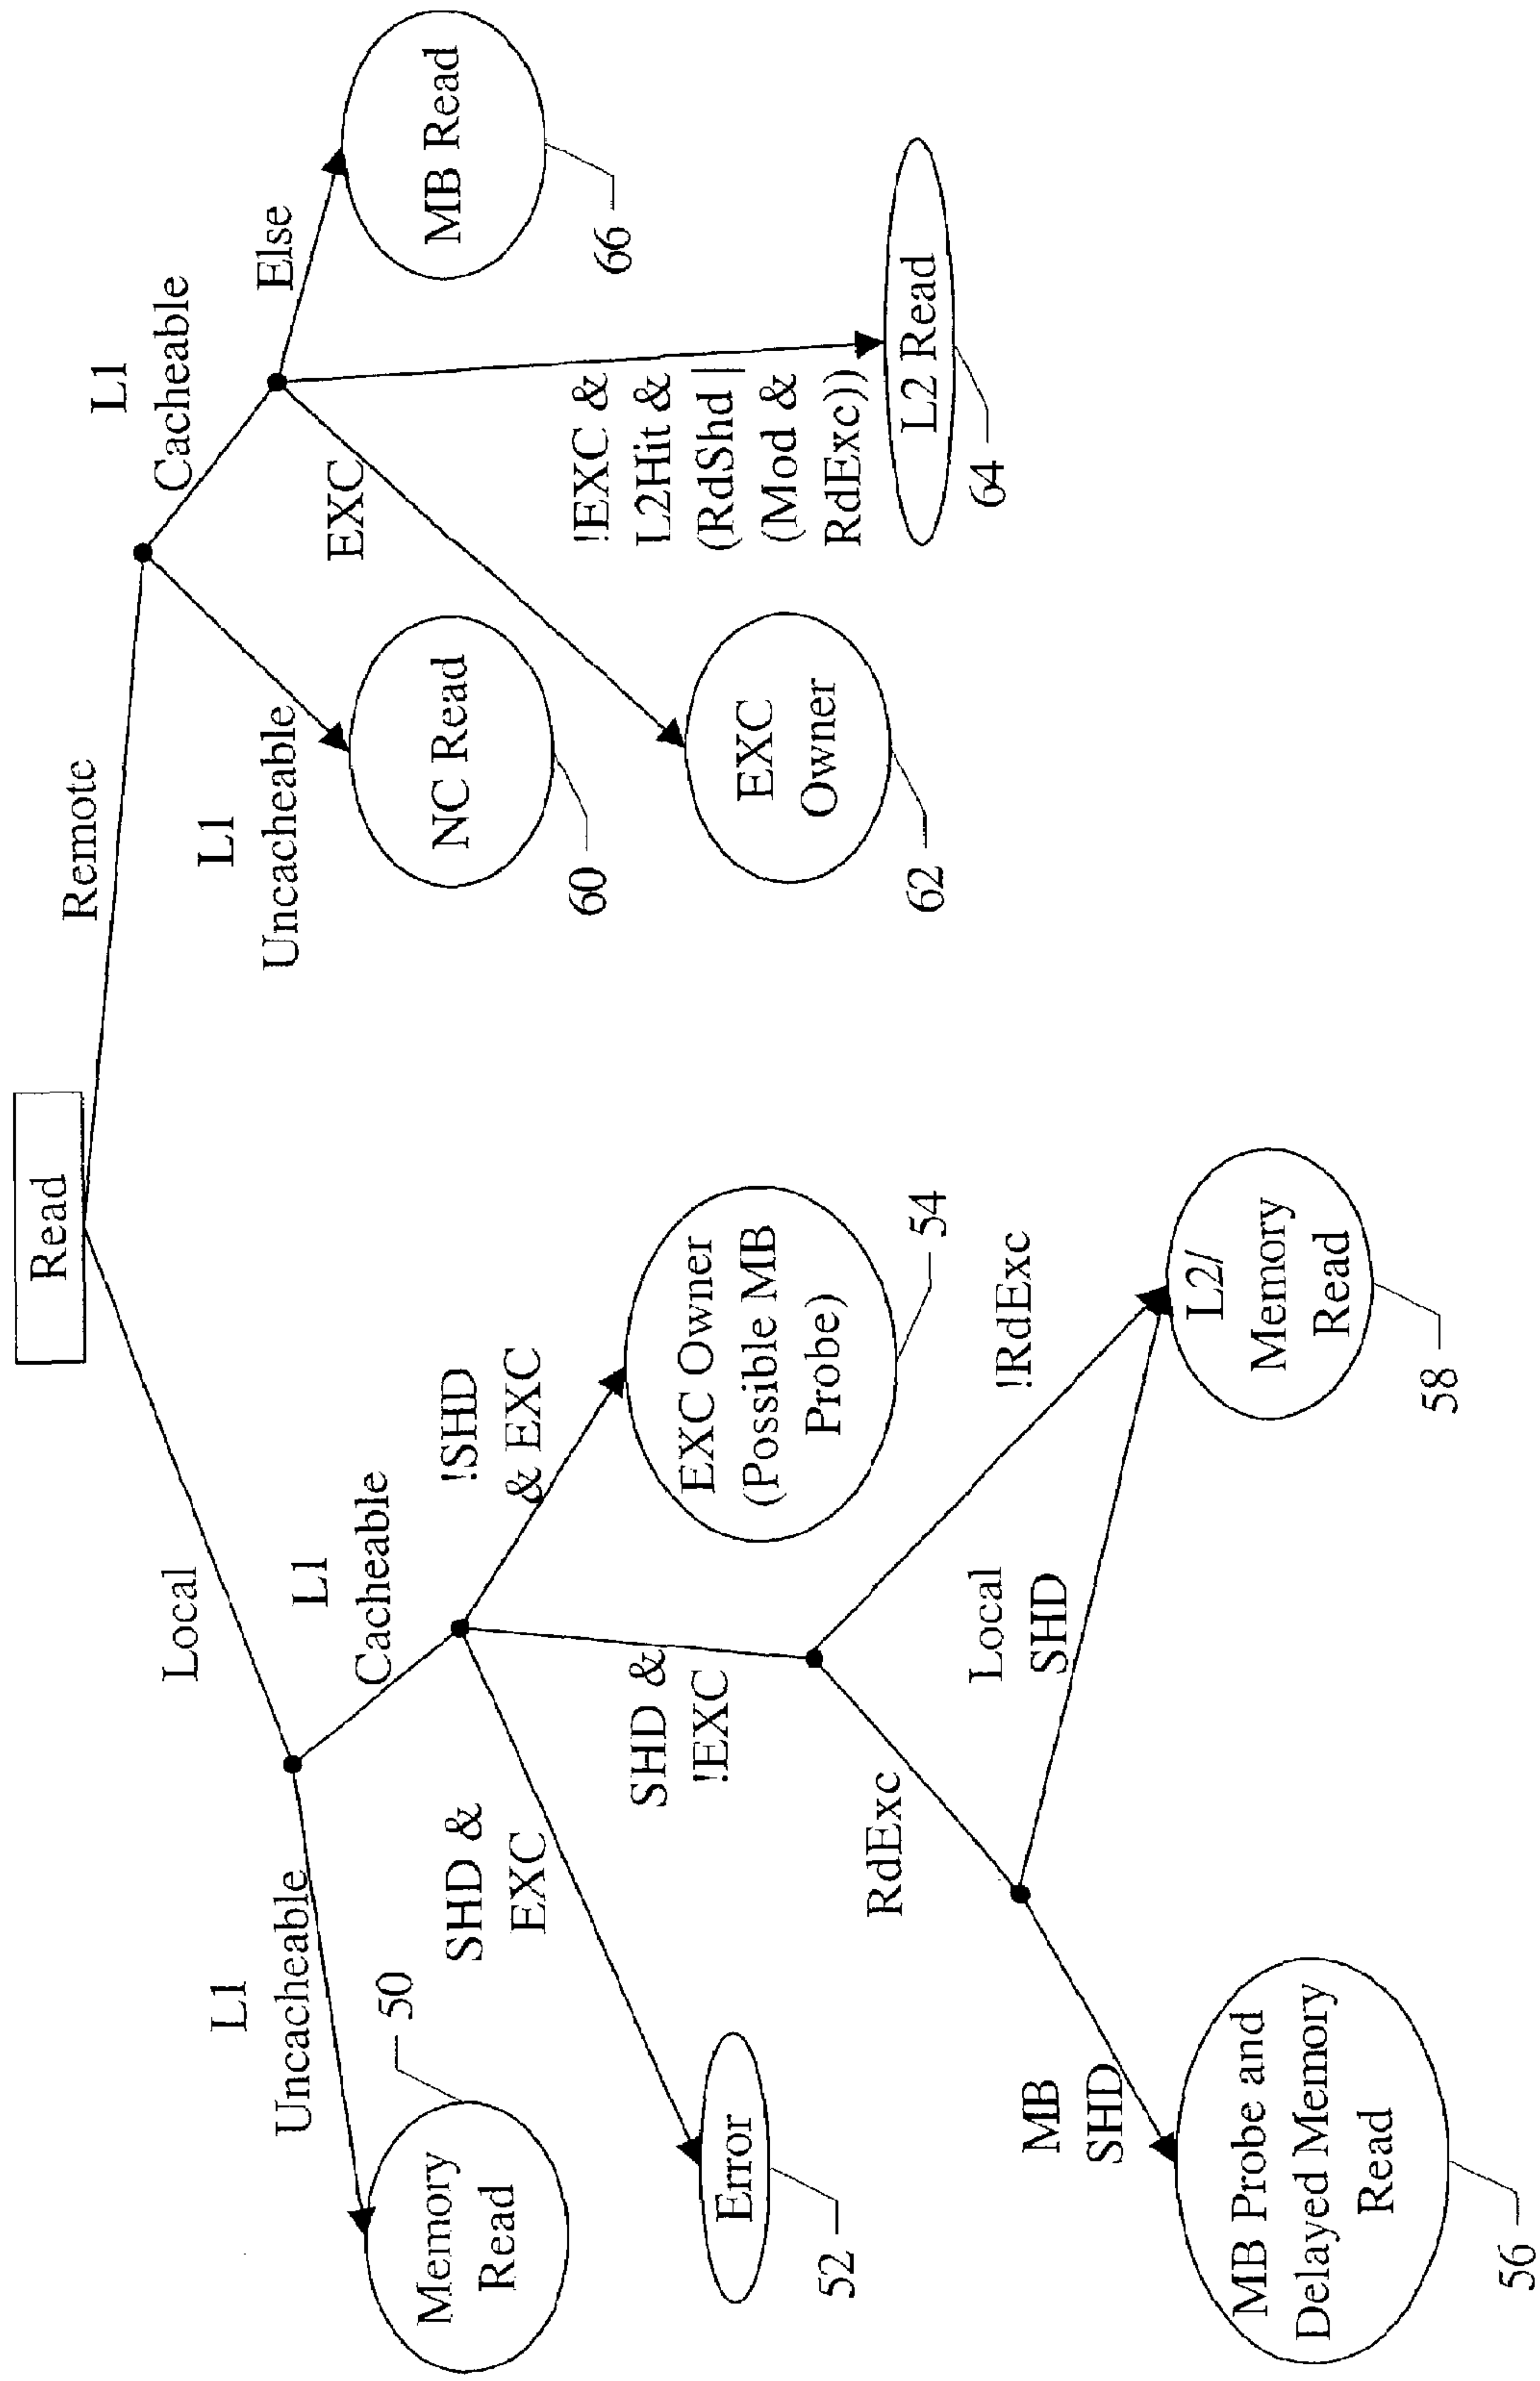 Read
Local
Remote
L1
Uncacheable
L1
Cacheable
L1
Uncacheable
L1
Cacheable
50
Memory
Read
SHD &
EXC
SHD &
!EXC
!SHD
& EXC
EXC
Else
!EXC &
L2Hit &
(RdShd |
(Mod &
RdExc))
NC Read
60
MB Read
66
Error
52
EXC Owner
(Possible MB
Probe)
54
EXC
Owner
62
L2 Read
64
RdExc
!RdExc
MB
SHD
Local
SHD
MB Probe and
Delayed Memory
Read
56
L2/
Memory
Read
58